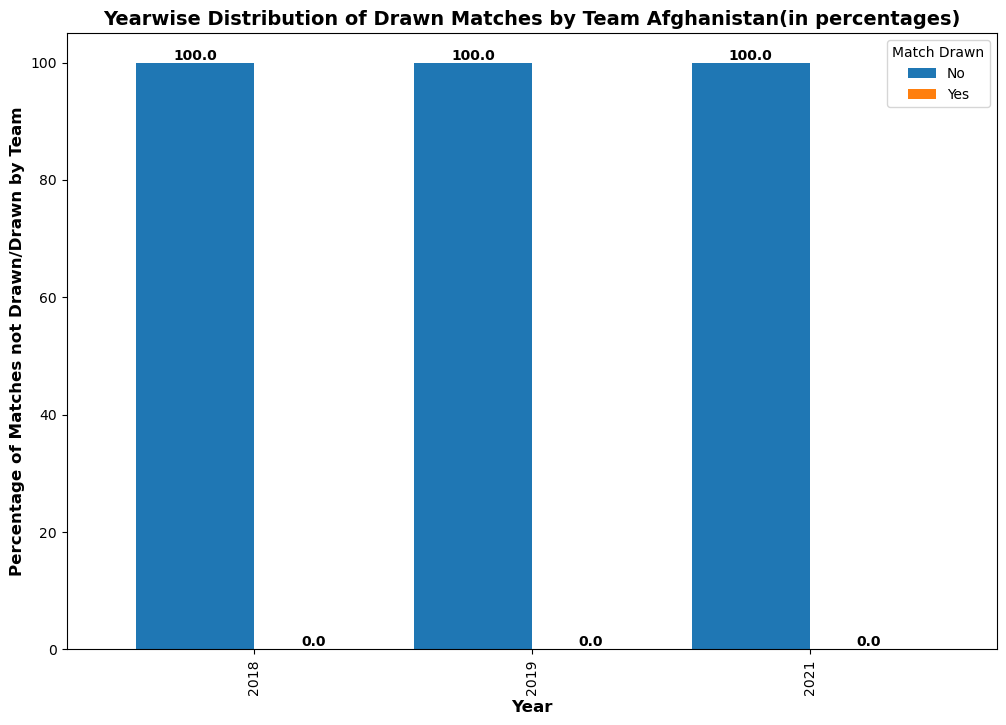 Yearwise Distribution of Drawn Matches by Team Afghanistan(in percentages)
Percentage of Matches not Drawn/Drawn by Team
100
80
60
40
20
0
100.0
100.0
100.0
0.0
0.0
0.0
Match Drawn
No
Yes
2018
2019
2021
Year